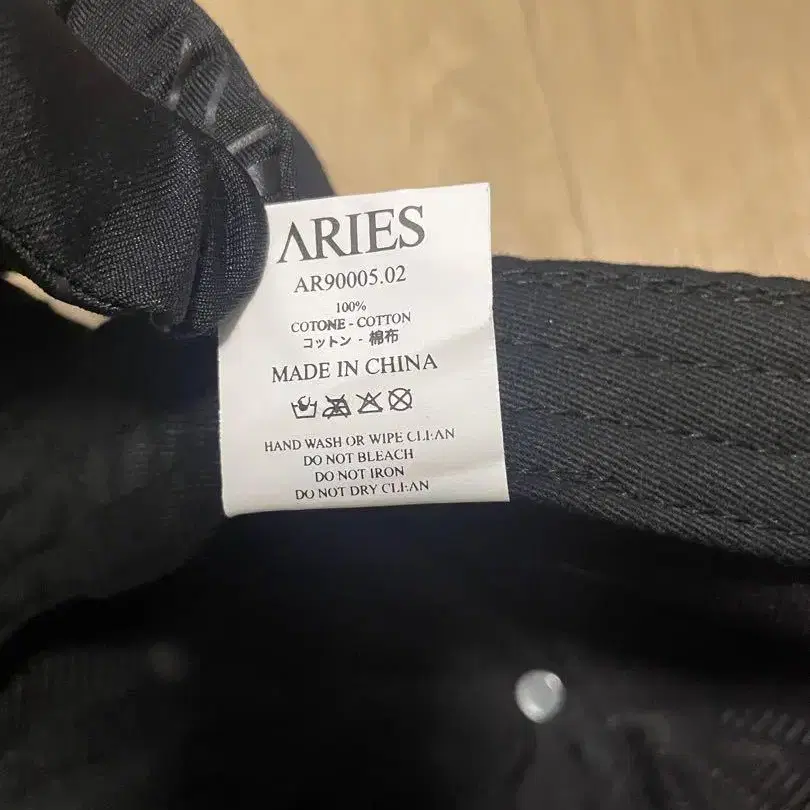 ARIES
AR90005.02
100%
COTONE - COTTON
コットン - 棉布
MADE IN CHINA
HAND WASH OR WIPE CLEAN
DO NOT BLEACH
DO NOT IRON
DO NOT DRY CLEAN